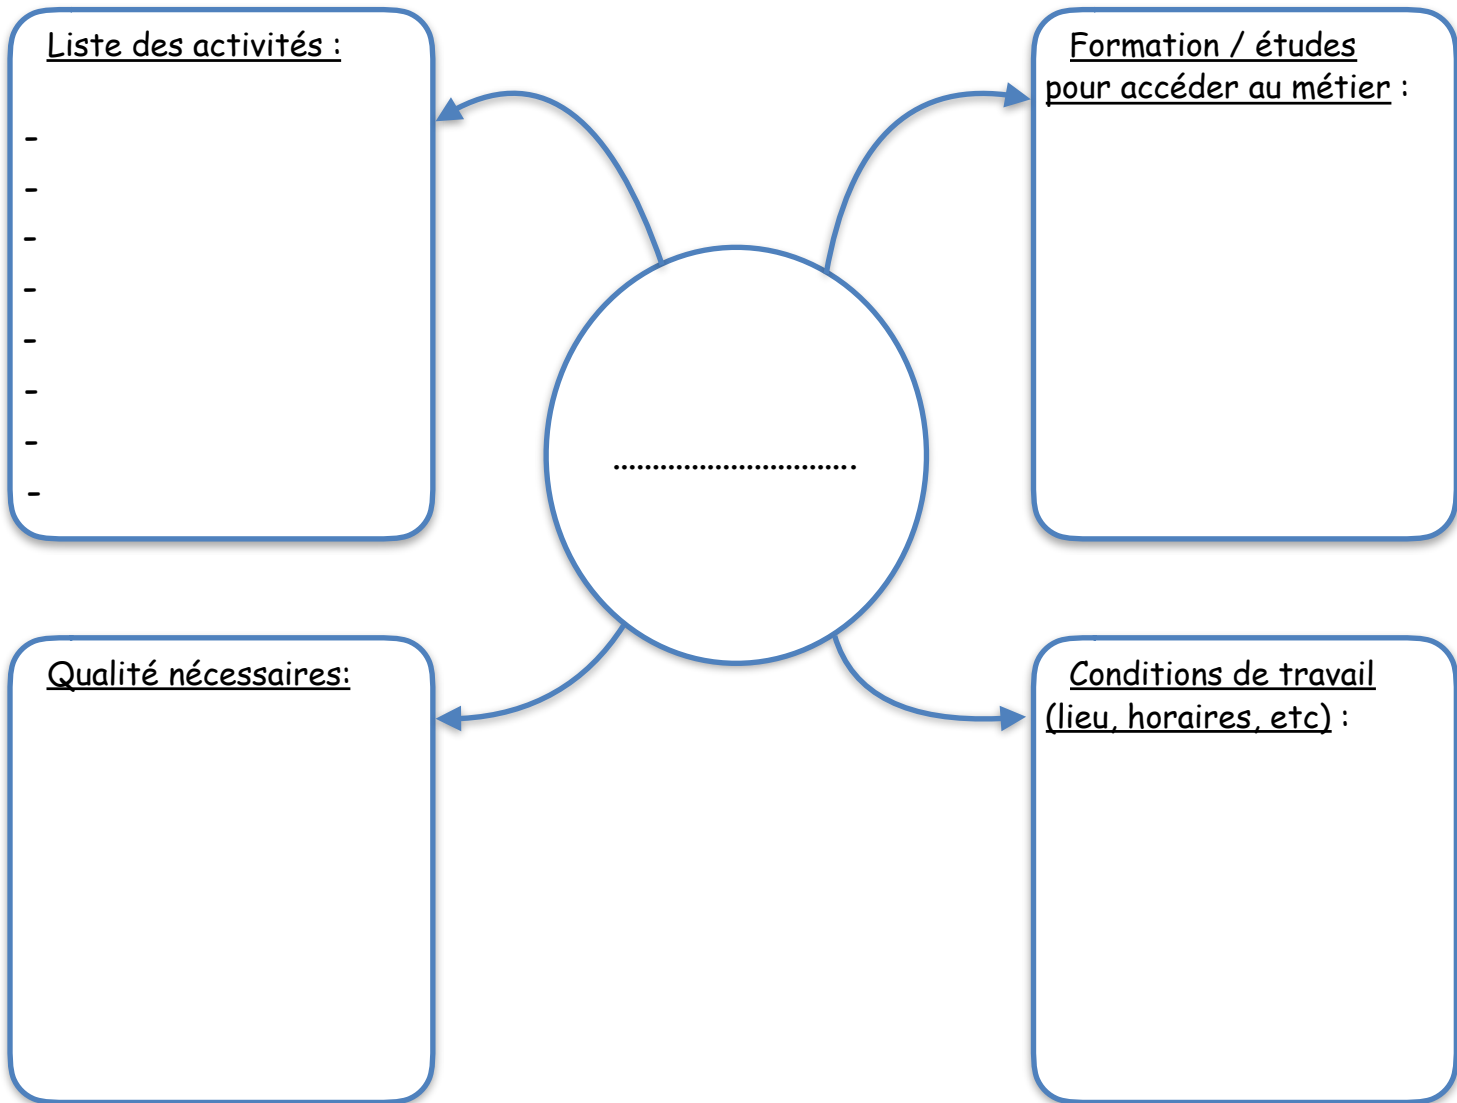 Liste des activités :
-
-
-
-
-
-
-
-
Formation / études
pour accéder au métier :
...............................
Qualité nécessaires:
Conditions de travail
(lieu, horaires, etc) :